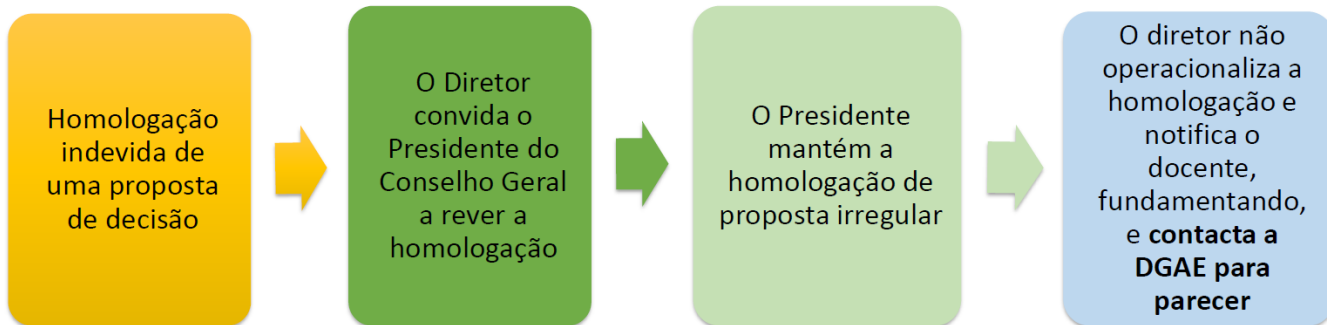 Homologação
indevida de
uma proposta
de decisão
O Diretor
convida o
Presidente do
Conselho Geral
a rever a
homologação
O Presidente
mantém a
homologação de
proposta irregular
O diretor não
operacionaliza a
homologação e
notifica o
docente,
fundamentando,
e contacta a
DGAE para
parecer